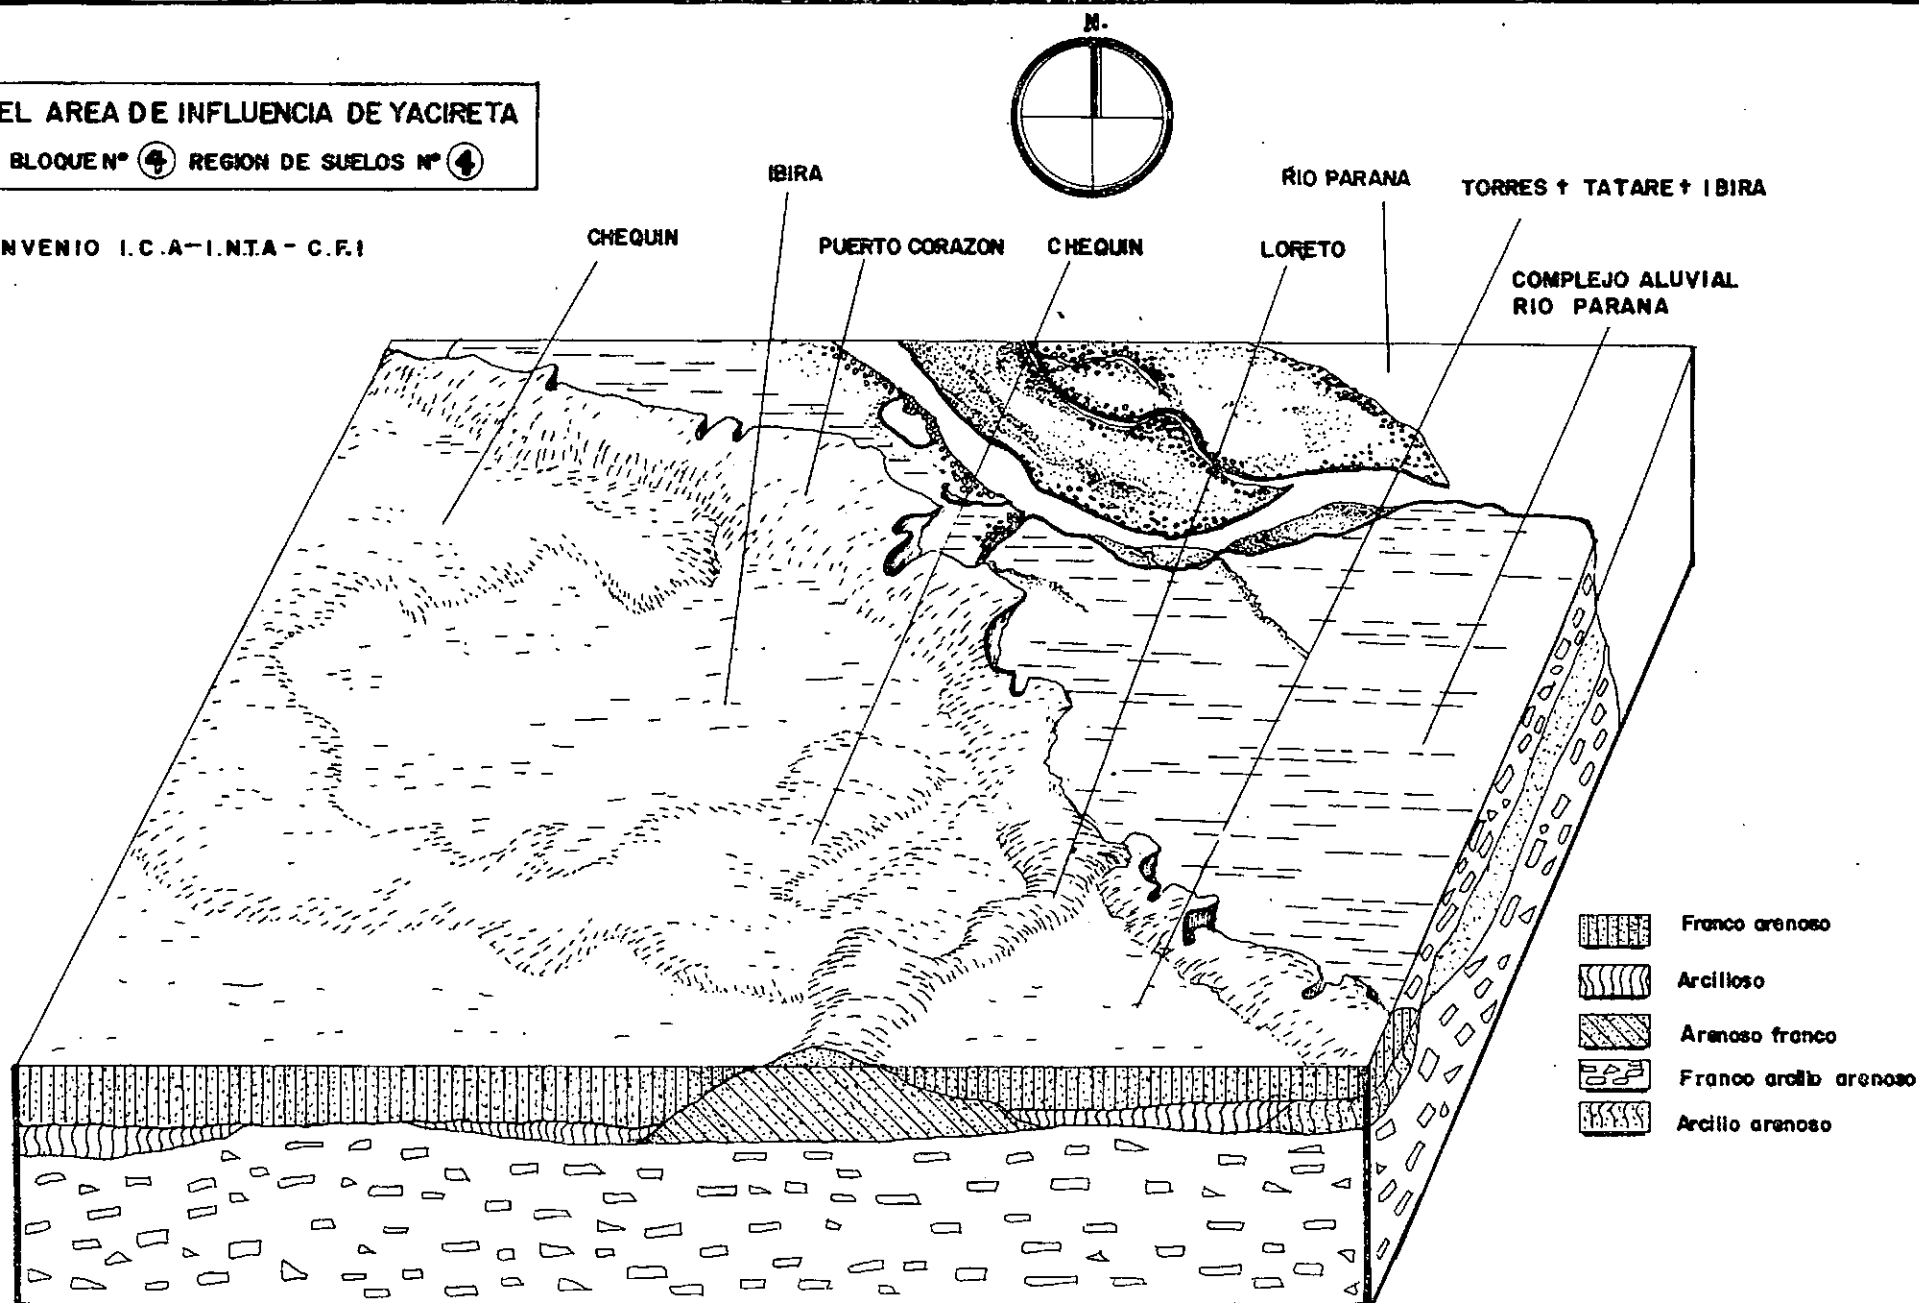 N.
EL AREA DE INFLUENCIA DE YACIRETA
BLOQUE Nº 4 REGION DE SUELOS Nº 4
NVENIO I.C.A-I.N.T.A - C.F.I
IBIRA
RIO PARANA
TORRES + TATARE + IBIRA
CHEQUIN
PUERTO CORAZON
CHEQUIN
LORETO
COMPLEJO ALUVIAL
RIO PARANA
Franco arenoso
Arcilloso
Arenoso franco
Franco arcillo arenoso
Arcillo arenoso